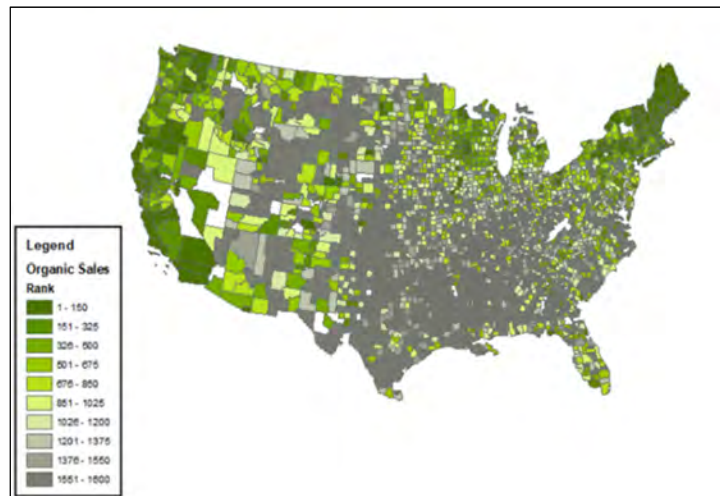 Legend
Organic Sales
Rank
1 - 150
151 - 325
326 - 500
501 - 675
676 - 850
851 - 1025
1026 - 1200
1201 - 1375
1376 - 1550
1551 - 1600